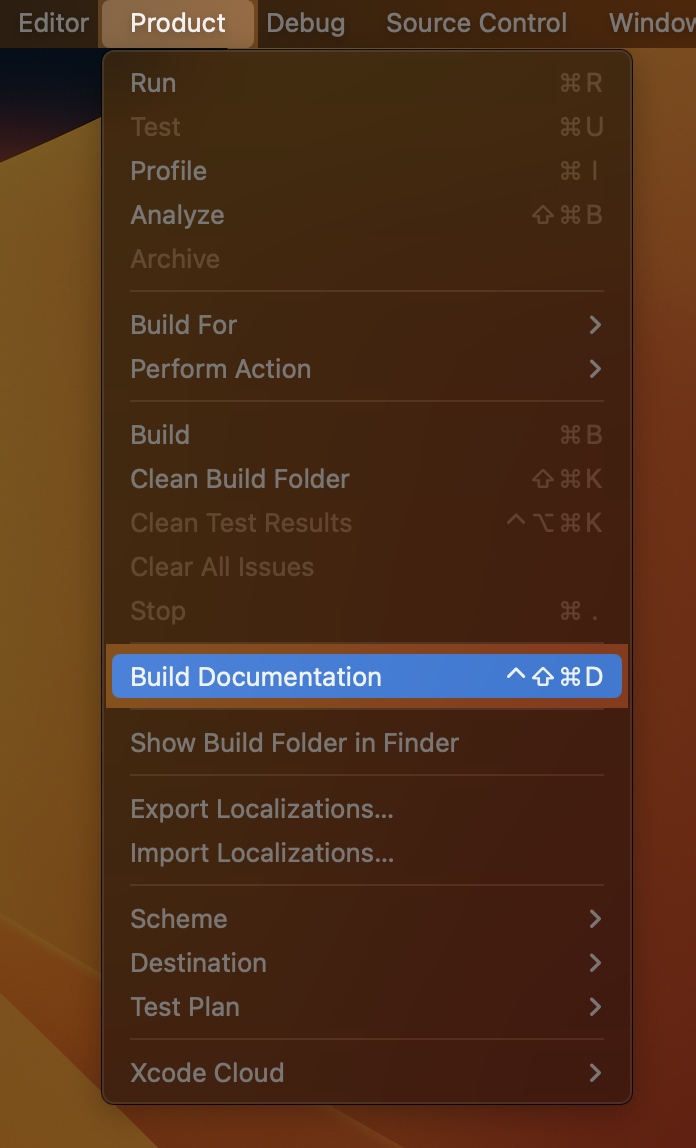 Editor Product Debug Source Control Window
Run ⌘R
Test ⌘U
Profile ⌘I
Analyze ⇧⌘B
Archive
Build For >
Perform Action >
Build ⌘B
Clean Build Folder ⇧⌘K
Clean Test Results ^⌥⌘K
Clear All Issues
Stop ⌘.
Build Documentation ^⇧⌘D
Show Build Folder in Finder
Export Localizations...
Import Localizations...
Scheme >
Destination >
Test Plan >
Xcode Cloud >